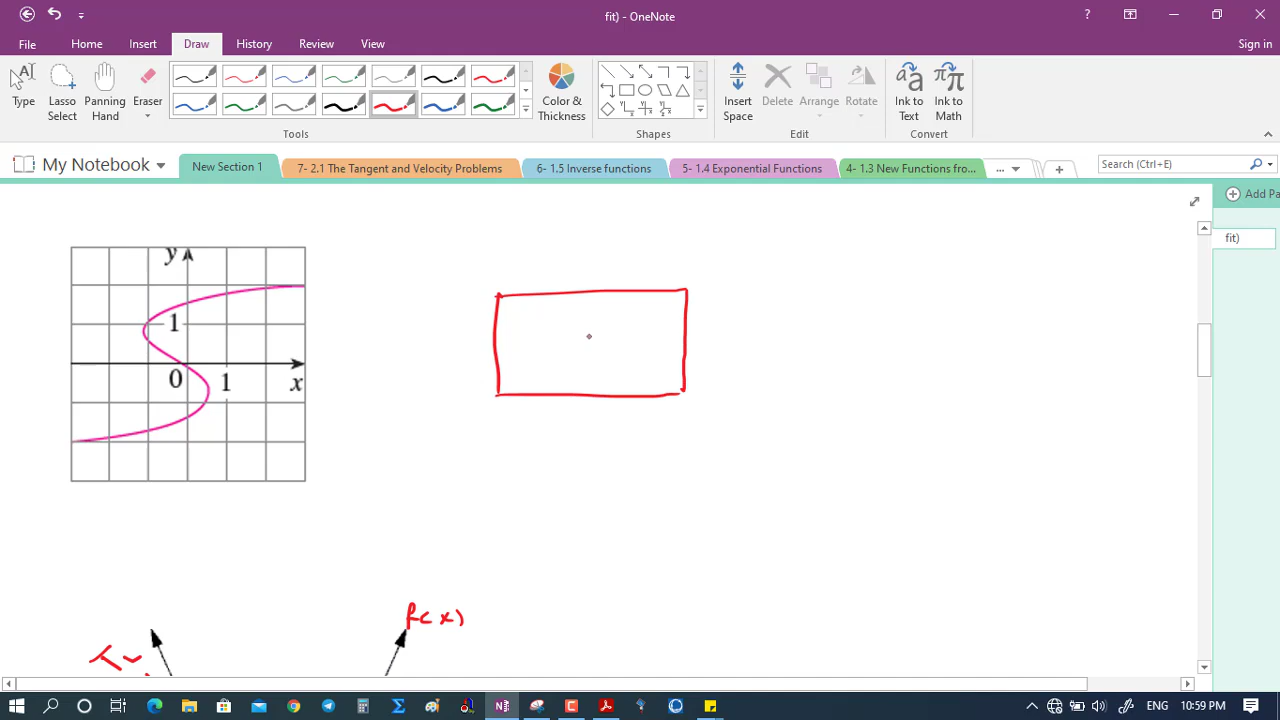 fit) - OneNote
?
File Home Insert Draw History Review View Sign in
Type Lasso Select Panning Hand Eraser Color & Thickness Insert Space Delete Arrange Rotate Ink to Text Ink to Math
Tools Shapes Edit Convert
My Notebook New Section 1 7- 2.1 The Tangent and Velocity Problems 6- 1.5 Inverse functions 5- 1.4 Exponential Functions 4- 1.3 New Functions fro... ... Search (Ctrl+E)
Add Pa
fit)
y
1
0 1 x
f(x)
ENG 10:59 PM